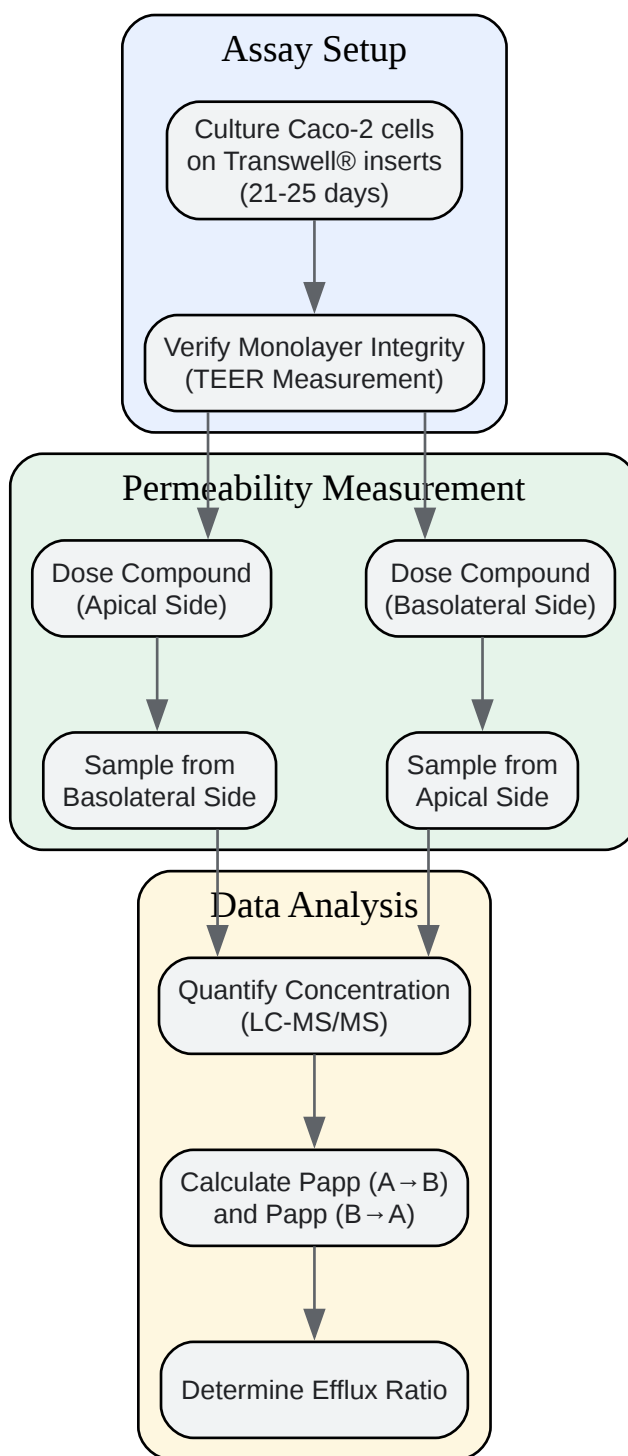 Assay Setup
Culture Caco-2 cells
on Transwell® inserts
(21-25 days)
Verify Monolayer Integrity
(TEER Measurement)
Permeability Measurement
Dose Compound
(Apical Side)
Dose Compound
(Basolateral Side)
Sample from
Basolateral Side
Sample from
Apical Side
Data Analysis
Quantify Concentration
(LC-MS/MS)
Calculate Papp (A→B)
and Papp (B→A)
Determine Efflux Ratio